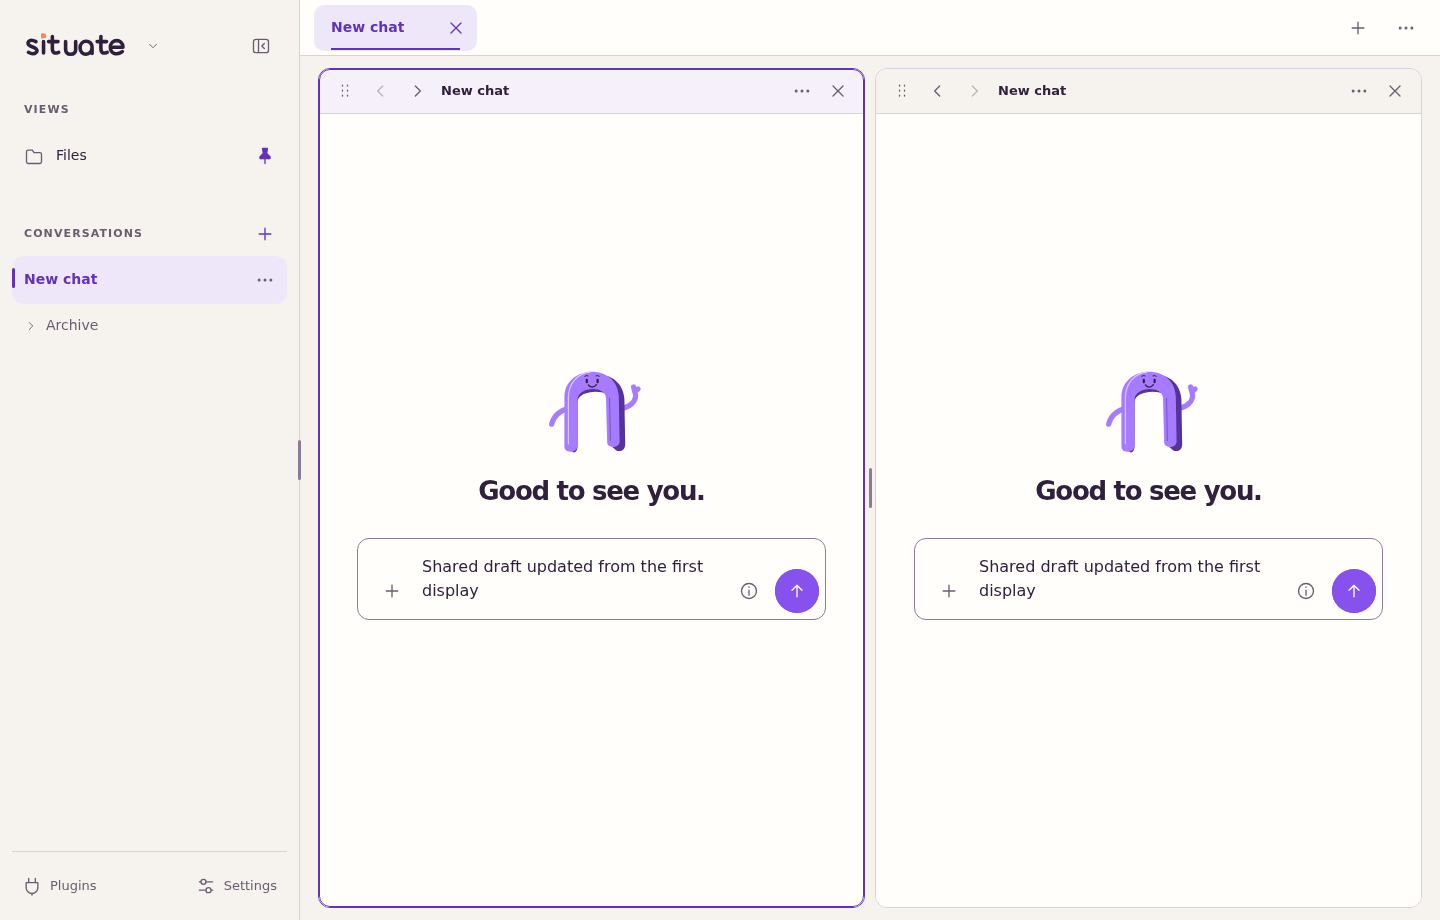 situate
VIEWS
Files
CONVERSATIONS
New chat
Archive
Plugins
Settings
New chat
New chat
Good to see you.
Shared draft updated from the first
display
New chat
Good to see you.
Shared draft updated from the first
display